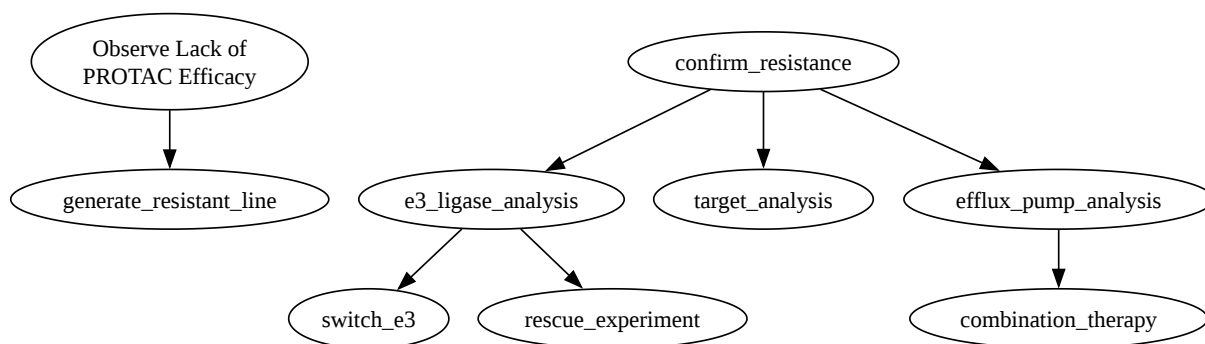 Observe Lack of
PROTAC Efficacy
confirm_resistance
generate_resistant_line
e3_ligase_analysis
target_analysis
efflux_pump_analysis
switch_e3
rescue_experiment
combination_therapy